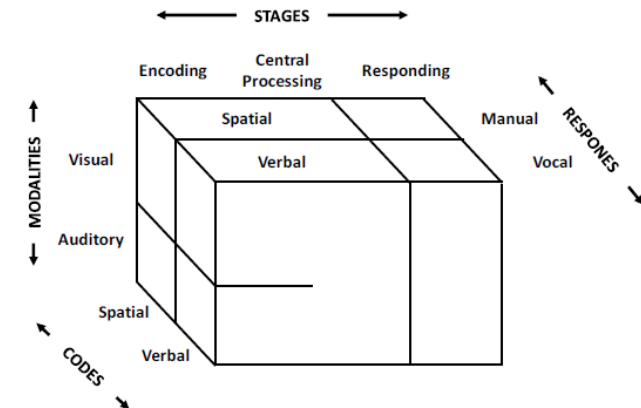 STAGES
Encoding
Central
Processing
Responding
Spatial
Verbal
Manual
Vocal
RESPONES
MODALITIES
Visual
Auditory
Spatial
Verbal
CODES